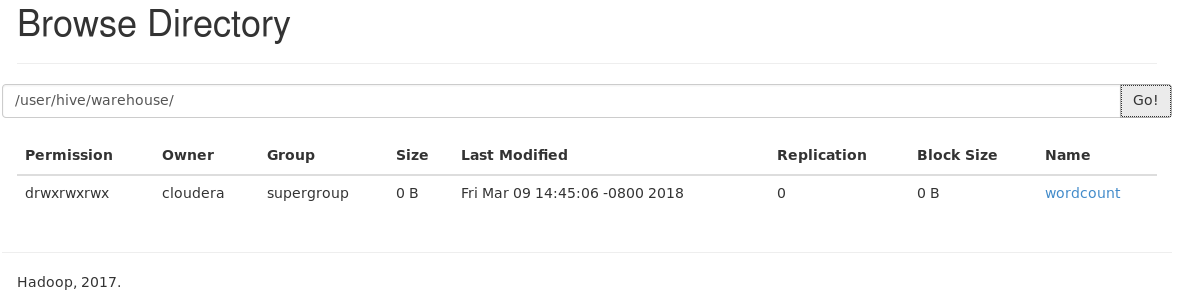 Browse Directory
/user/hive/warehouse/ Go!
Permission Owner Group Size Last Modified Replication Block Size Name
drwxrwxrwx cloudera supergroup 0 B Fri Mar 09 14:45:06 -0800 2018 0 0 B wordcount
Hadoop, 2017.